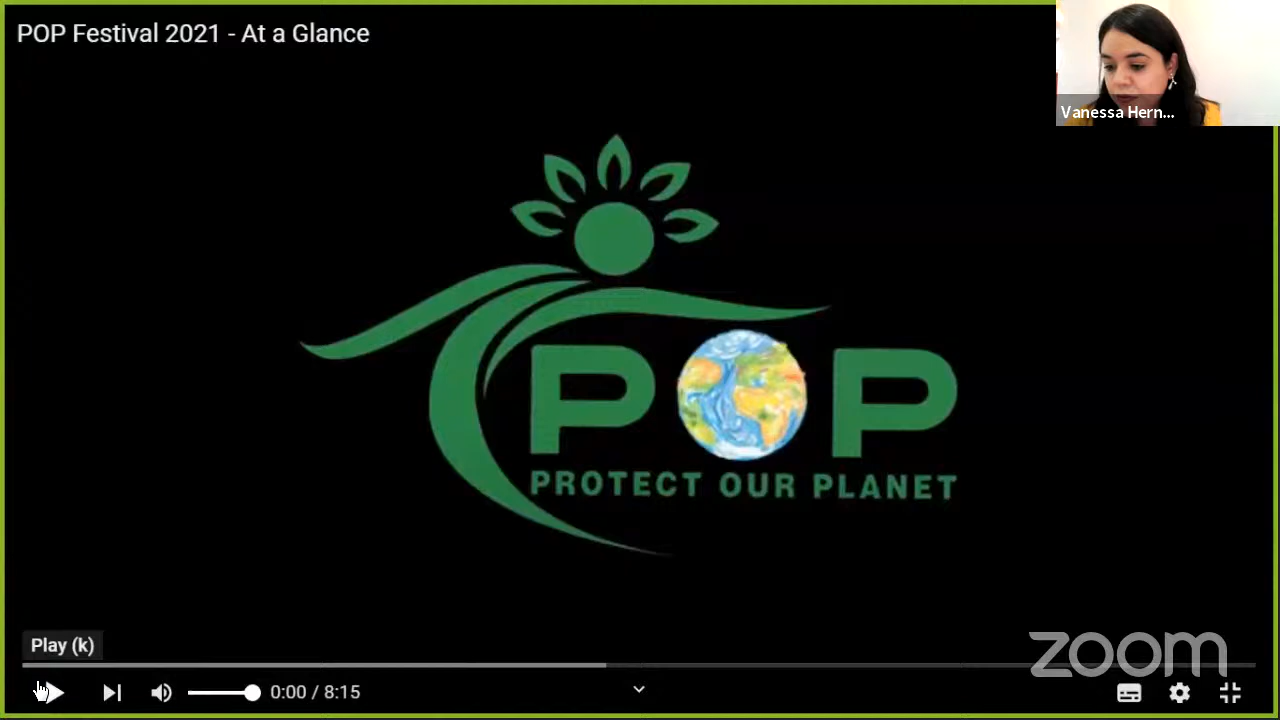 POP Festival 2021 - At a Glance
Vanessa Hern...
POP
PROTECT OUR PLANET
Play (k)
zoom
0:00 / 8:15